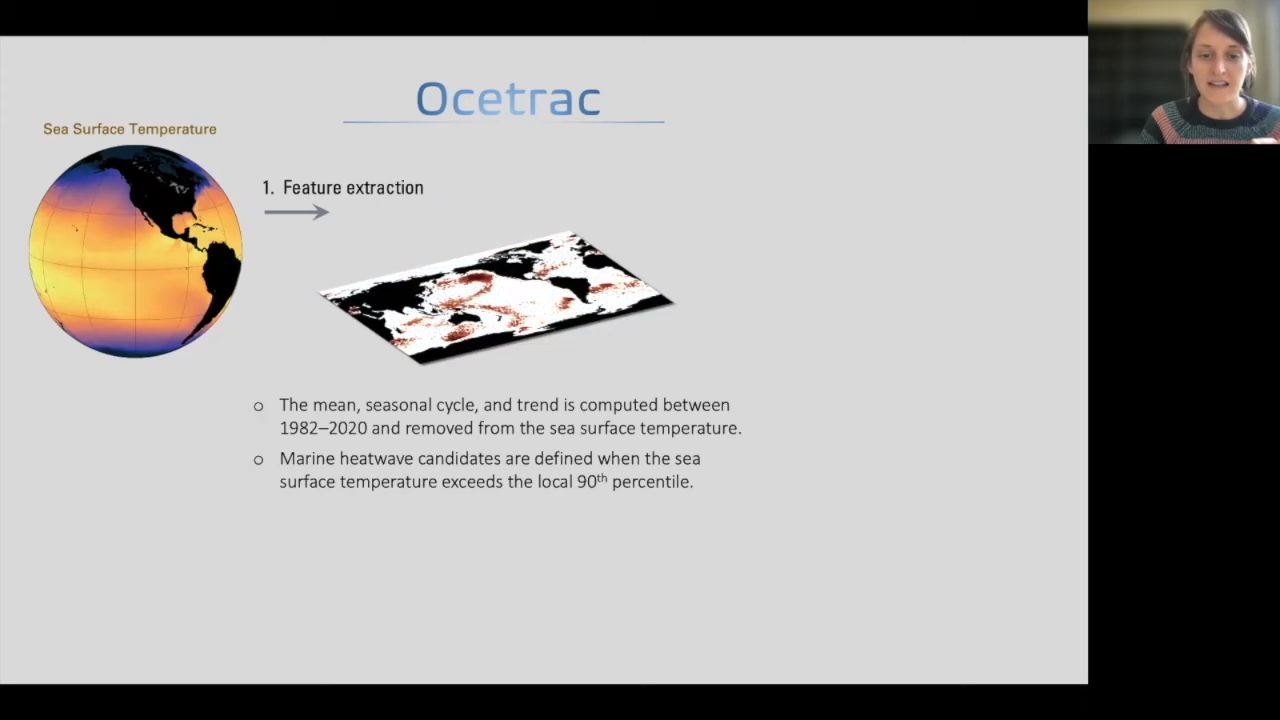 Ocetrac
Sea Surface Temperature
1. Feature extraction
o The mean, seasonal cycle, and trend is computed between
1982–2020 and removed from the sea surface temperature.
o Marine heatwave candidates are defined when the sea
surface temperature exceeds the local 90th percentile.